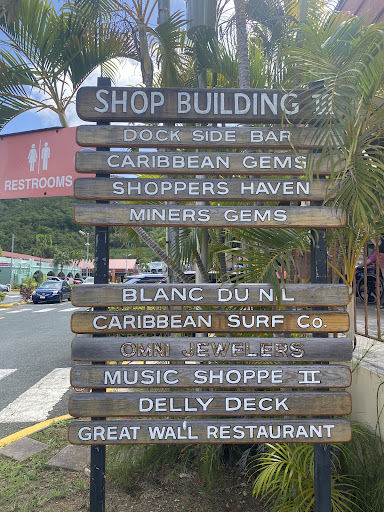 SHOP BUILDING II
DOCK SIDE BAR
CARIBBEAN GEMS
SHOPPERS HAVEN
MINERS GEMS
RESTROOMS
BLANC DU NIL
CARIBBEAN SURF Co.
OMNI JEWELERS
MUSIC SHOPPE II
DELLY DECK
GREAT WALL RESTAURANT